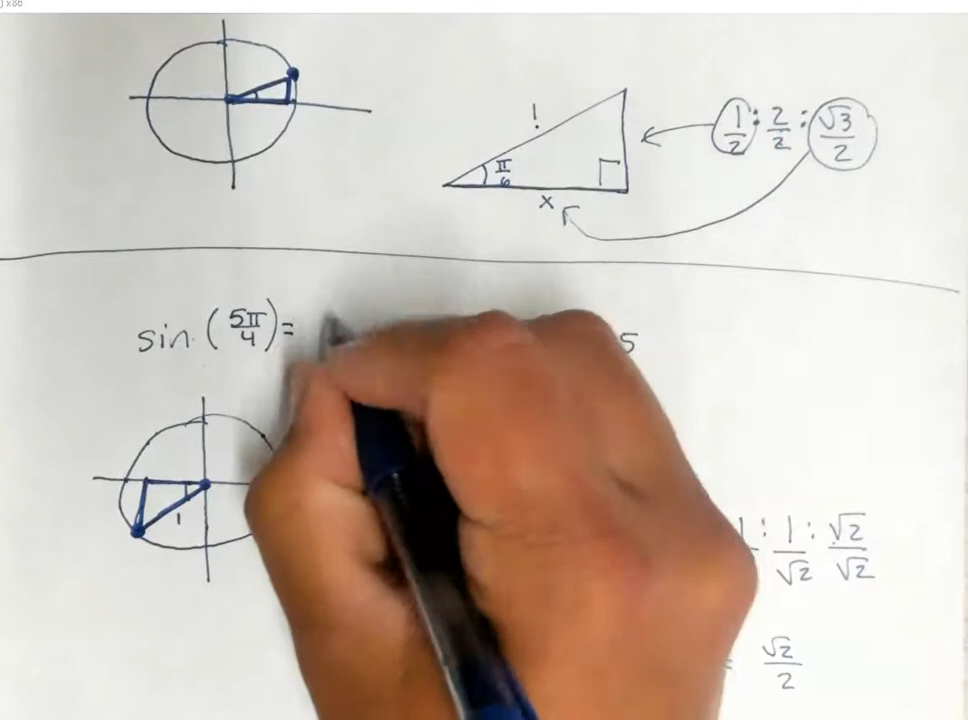 1
π/6
x
1/2 : 2/2 : √3/2
sin (5π/4) =
5
1
1 : 1/√2 : √2/√2
√2/2